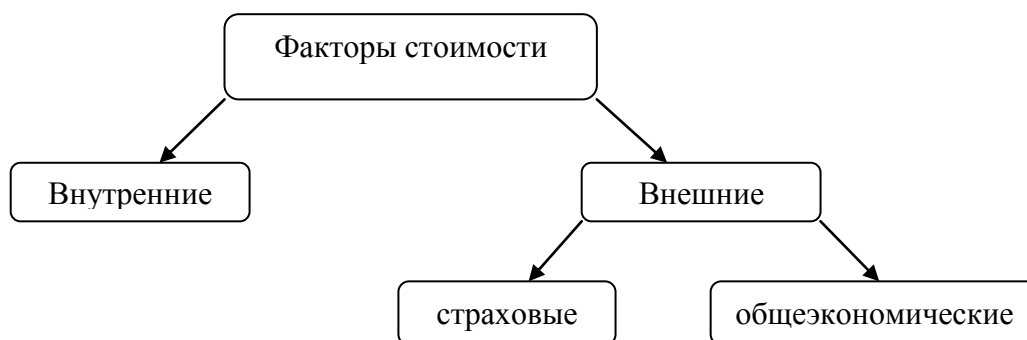 Факторы стоимости
Внутренние
Внешние
страховые
общеэкономические